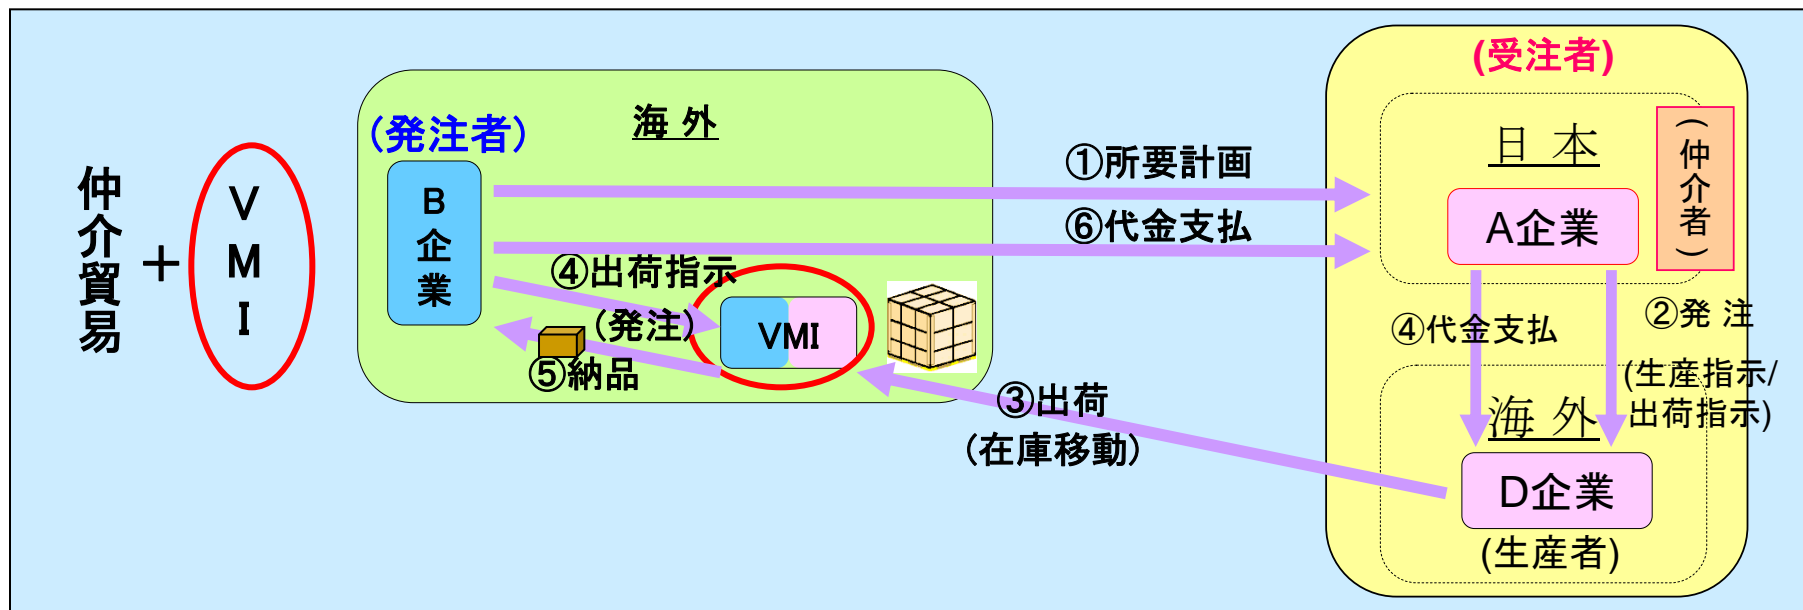 仲介貿易
＋
VMI
(発注者)
海 外
B企業
①所要計画
⑥代金支払
④出荷指示
(発注)
VMI
⑤納品
③出荷
(在庫移動)
(受注者)
日 本
(仲介者)
A企業
②発 注
④代金支払
(生産指示/
出荷指示)
海 外
D企業
(生産者)